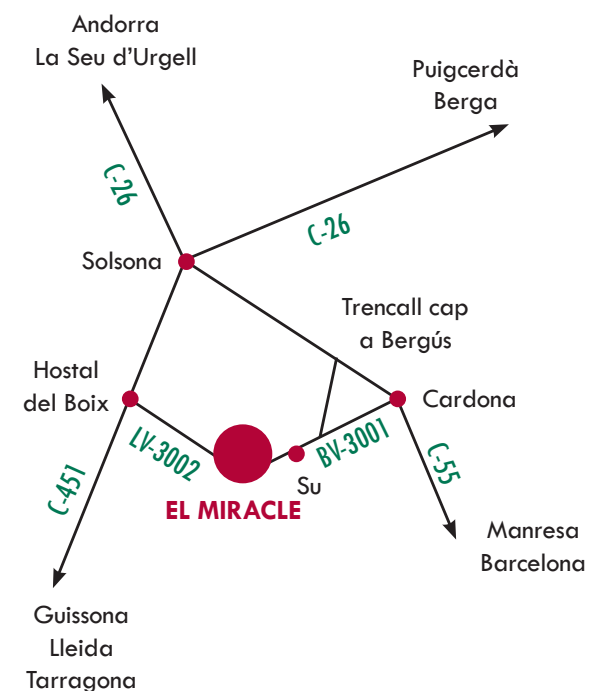 Andorra
La Seu d'Urgell
Puigcerdà
Berga
C-26
C-26
Solsona
Trencall cap
a Bergús
Hostal
del Boix
Cardona
LV-3002
BV-3001
C-451
C-55
Su
EL MIRACLE
Manresa
Barcelona
Guissona
Lleida
Tarragona